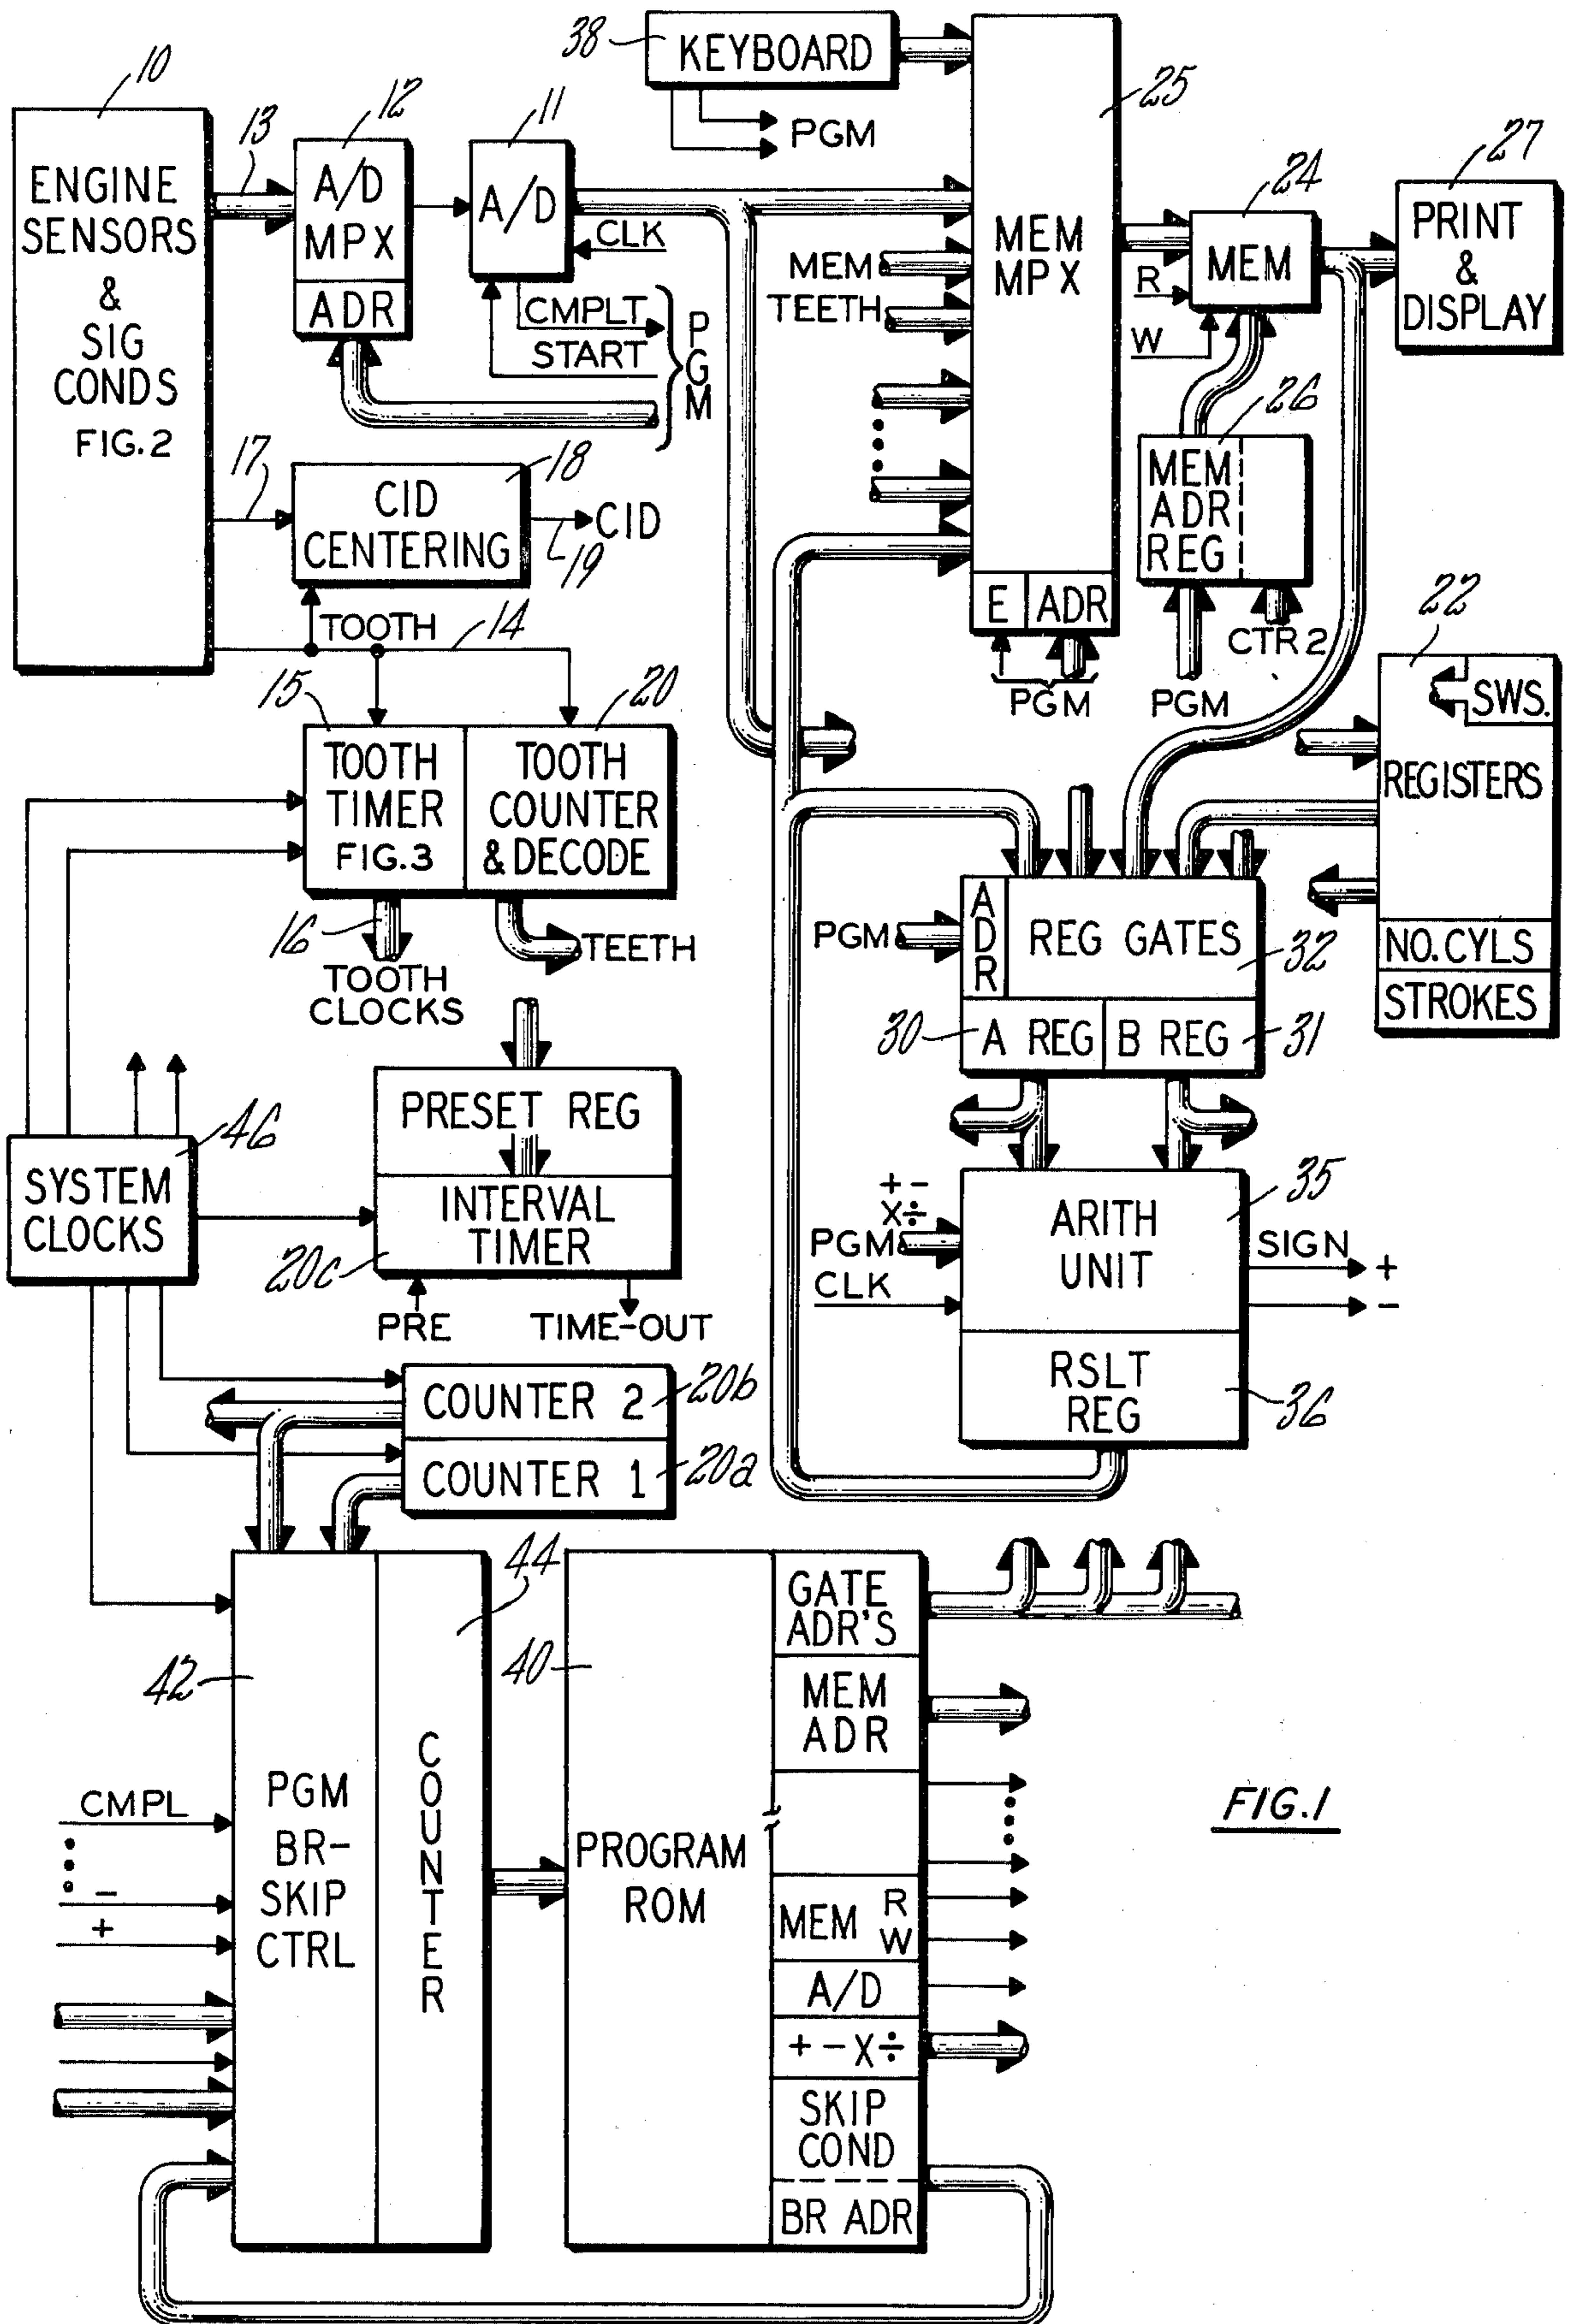 10
ENGINE
SENSORS
&
SIG
CONDS
FIG.2
13
12
A/D
MPX
ADR
11
A/D
CLK
CMPLT
START
PGM
38
KEYBOARD
PGM
25
MEM
MPX
MEM
TEETH
E
ADR
PGM
24
MEM
R
W
27
PRINT
&
DISPLAY
26
MEM
ADR
REG
PGM
CTR 2
17
18
CID
CENTERING
CID
19
TOOTH
14
15
TOOTH
TIMER
FIG.3
20
TOOTH
COUNTER
& DECODE
16
TOOTH
CLOCKS
TEETH
22
SWS.
REGISTERS
NO. CYLS
STROKES
PGM
ADR
REG GATES
32
30
A REG
B REG
31
46
SYSTEM
CLOCKS
PRESET REG
INTERVAL
TIMER
20c
PRE
TIME-OUT
+ -
X÷
PGM
CLK
ARITH
UNIT
35
SIGN
+
-
RSLT
REG
36
COUNTER 2
20b
COUNTER 1
20a
44
42
PGM
BR-
SKIP
CTRL
COUNTER
CMPL
-
+
40
PROGRAM
ROM
GATE
ADR'S
MEM
ADR
MEM
R
W
A/D
+ - X ÷
SKIP
COND
BR ADR
FIG.1